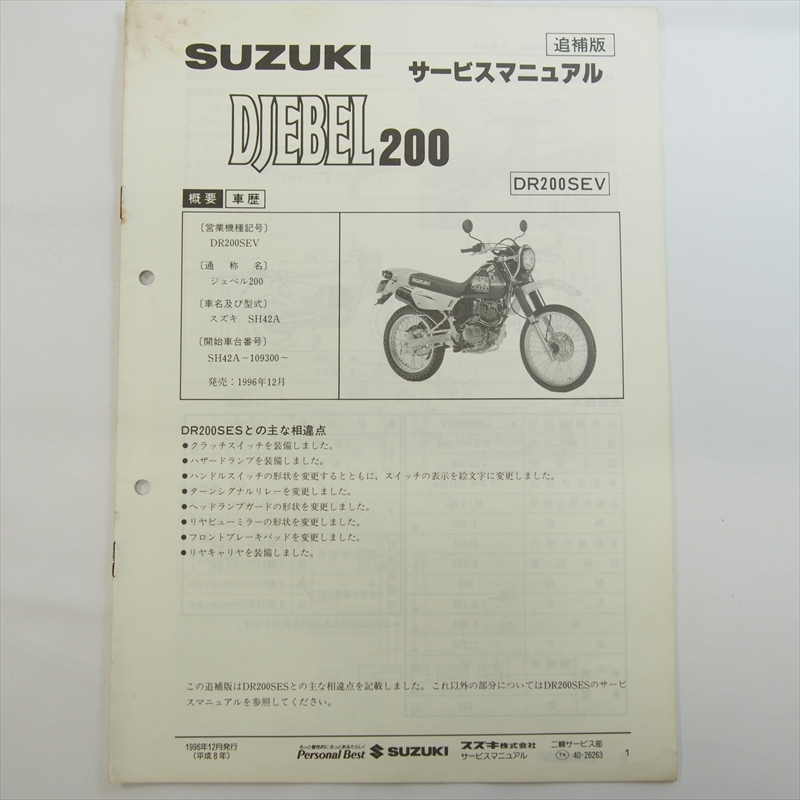 SUZUKI
追補版
サービスマニュアル
DJEBEL 200
DR200SEV
概要 車歴
〔営業機種記号〕
DR200SEV
〔通称名〕
ジェベル200
〔車名及び型式〕
スズキ SH42A
〔開始車台番号〕
SH42A－109300～
発売：1996年12月
SUZUKI
DR200SESとの主な相違点
●クラッチスイッチを装備しました。
●ハザードランプを装備しました。
●ハンドルスイッチの形状を変更するとともに，スイッチの表示を絵文字に変更しました。
●ターンシグナルリレーを変更しました。
●ヘッドランプガードの形状を変更しました。
●リヤビューミラーの形状を変更しました。
●フロントブレーキパッドを変更しました。
●リヤキャリヤを装備しました。
この追補版はDR200SESとの主な相違点を記載しました。これ以外の部分についてはDR200SESのサービ
スマニュアルを参照してください。
1996年12月発行
(平成8年)
もっと個性的に、もっとあなたらしく
Personal Best SUZUKI
スズキ株式会社
サービスマニュアル
二輪サービス部
TK 40-26263
1